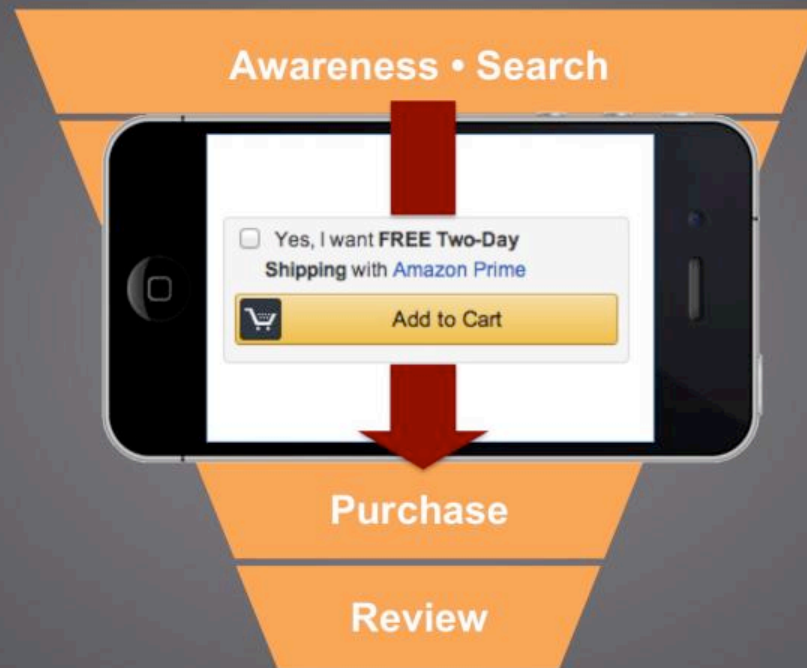 Awareness • Search
Yes, I want FREE Two-Day
Shipping with Amazon Prime
Add to Cart
Purchase
Review